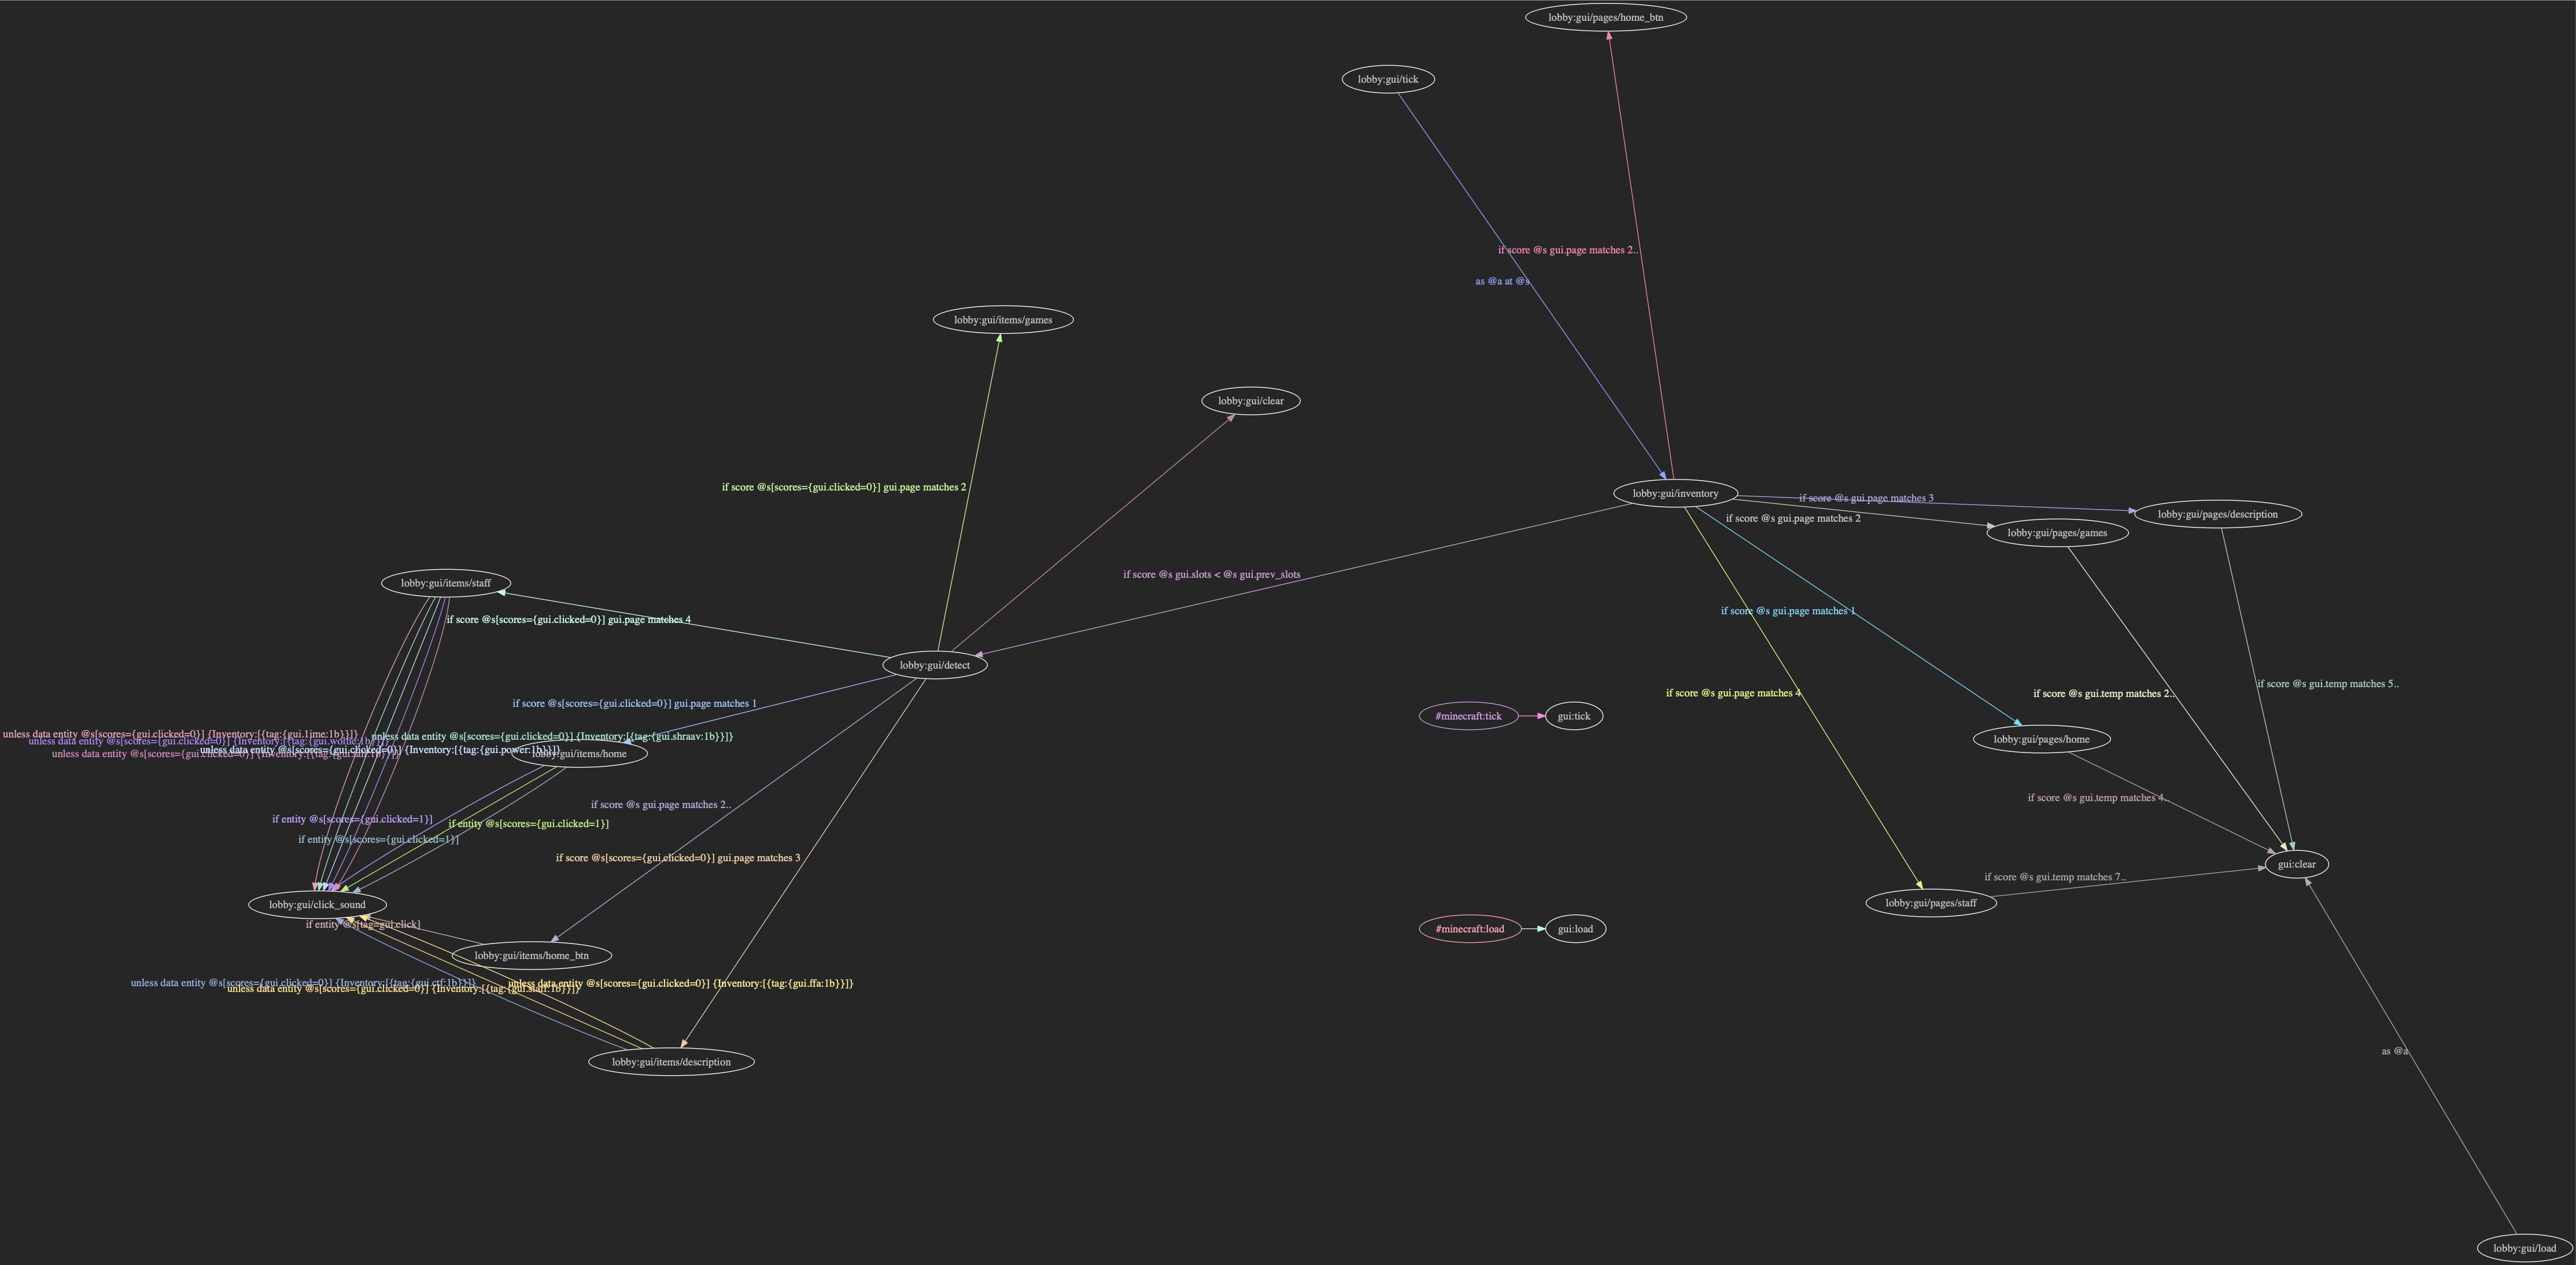 lobby:gui/pages/home_btn
lobby:gui/tick
if score @s gui.page matches 2..
as @a at @s
lobby:gui/items/games
lobby:gui/clear
if score @s[scores={gui.clicked=0}] gui.page matches 2
lobby:gui/inventory
if score @s gui.page matches 3
lobby:gui/pages/description
if score @s gui.page matches 2
lobby:gui/pages/games
if score @s gui.slots < @s gui.prev_slots
lobby:gui/items/staff
if score @s gui.page matches 1
if score @s[scores={gui.clicked=0}] gui.page matches 4
lobby:gui/detect
if score @s gui.temp matches 5..
if score @s gui.page matches 4
if score @s gui.temp matches 2..
if score @s[scores={gui.clicked=0}] gui.page matches 1
#minecraft:tick
gui:tick
unless data entity @s[scores={gui.clicked=0}] {Inventory:[{tag:{gui.lime:1b}}]}
unless data entity @s[scores={gui.clicked=0}] {Inventory:[{tag:{gui.shraav:1b}}]}
unless data entity @s[scores={gui.clicked=0}] {Inventory:[{tag:{gui.wolfie:1b}}]}
unless data entity @s[scores={gui.clicked=0}] {Inventory:[{tag:{gui.power:1b}}]}
unless data entity @s[scores={gui.clicked=0}] {Inventory:[{tag:
lobby:gui/items/home
lobby:gui/pages/home
if score @s gui.temp matches 4..
if score @s gui.page matches 2..
if entity @s[scores={gui.clicked=1}]
if entity @s[scores={gui.clicked=1}]
if entity @s[scores={gui.clicked=1}]
if score @s[scores={gui.clicked=0}] gui.page matches 3
gui:clear
if score @s gui.temp matches 7..
lobby:gui/click_sound
lobby:gui/pages/staff
if entity @s[tag=gui.click]
#minecraft:load
gui:load
lobby:gui/items/home_btn
unless data entity @s[scores={gui.clicked=0}] {Inventory:[{tag:{gui.ctf:1b}}]}
unless data entity @s[scores={gui.clicked=0}] {Inventory:[{tag:{gui.ffa:1b}}]}
unless data entity @s[scores={gui.clicked=0}] {Inventory:[{tag:{gui.staff:1b}}]}
as @a
lobby:gui/items/description
lobby:gui/load